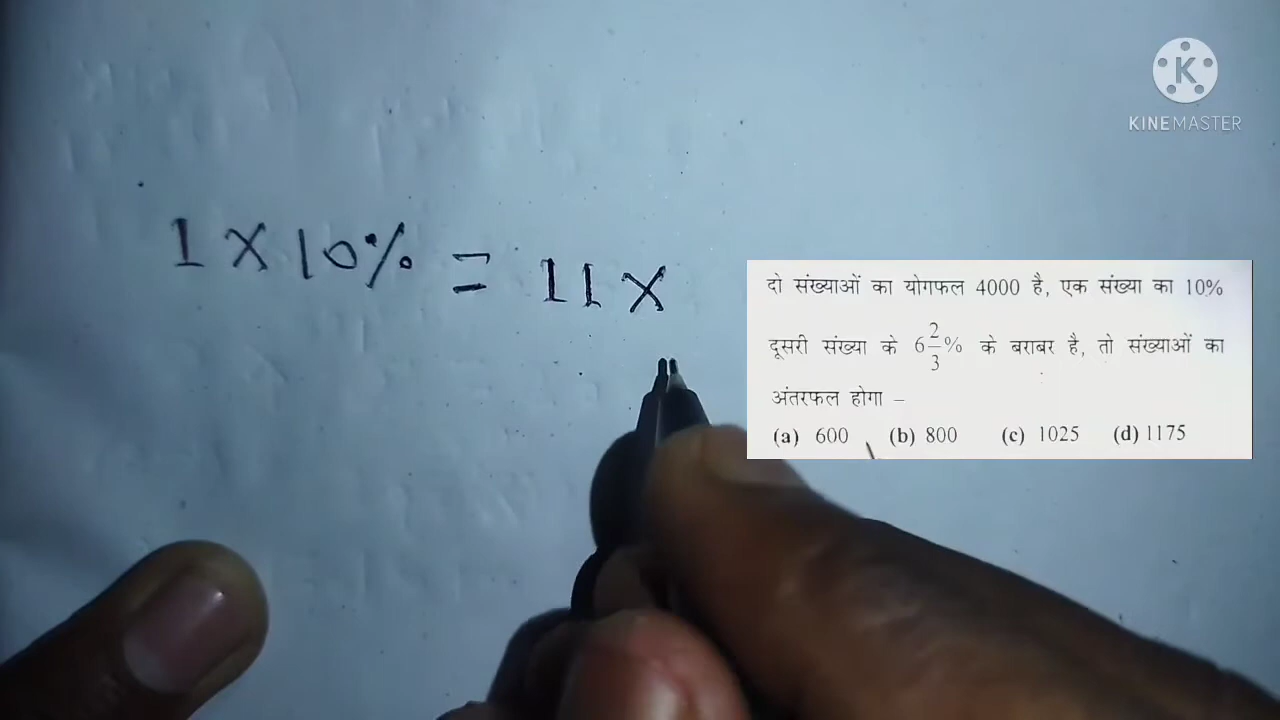 KINEMASTER
1 X 10% = 11 X
दो संख्याओं का योगफल 4000 है, एक संख्या का 10%
दूसरी संख्या के 6 2/3 % के बराबर है, तो संख्याओं का
अंतरफल होगा –
(a) 600 (b) 800 (c) 1025 (d) 1175